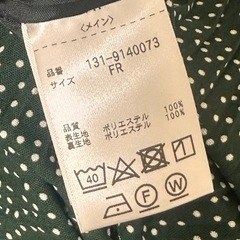 〈メイン〉
品番 131-9140073
サイズ FR
品質
表生地 ポリエステル 100%
裏生地 ポリエステル 100%
40
F W